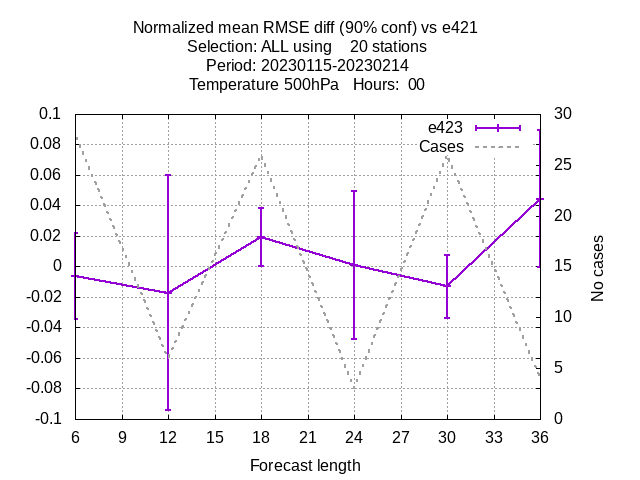 Normalized mean RMSE diff (90% conf) vs e421
Selection: ALL using 20 stations
Period: 20230115-20230214
Temperature 500hPa Hours: 00
0.1
0.08
0.06
0.04
0.02
0
-0.02
-0.04
-0.06
-0.08
-0.1
e423
Cases
30
25
20
15
10
5
0
No cases
6 9 12 15 18 21 24 27 30 33 36
Forecast length